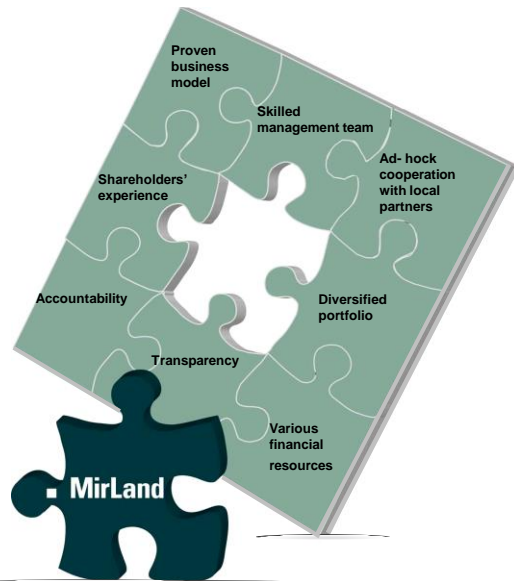 Proven
business
model
Skilled
management team
Ad- hock
cooperation
with local
partners
Shareholders'
experience
Accountability
Diversified
portfolio
Transparency
Various
financial
resources
MirLand